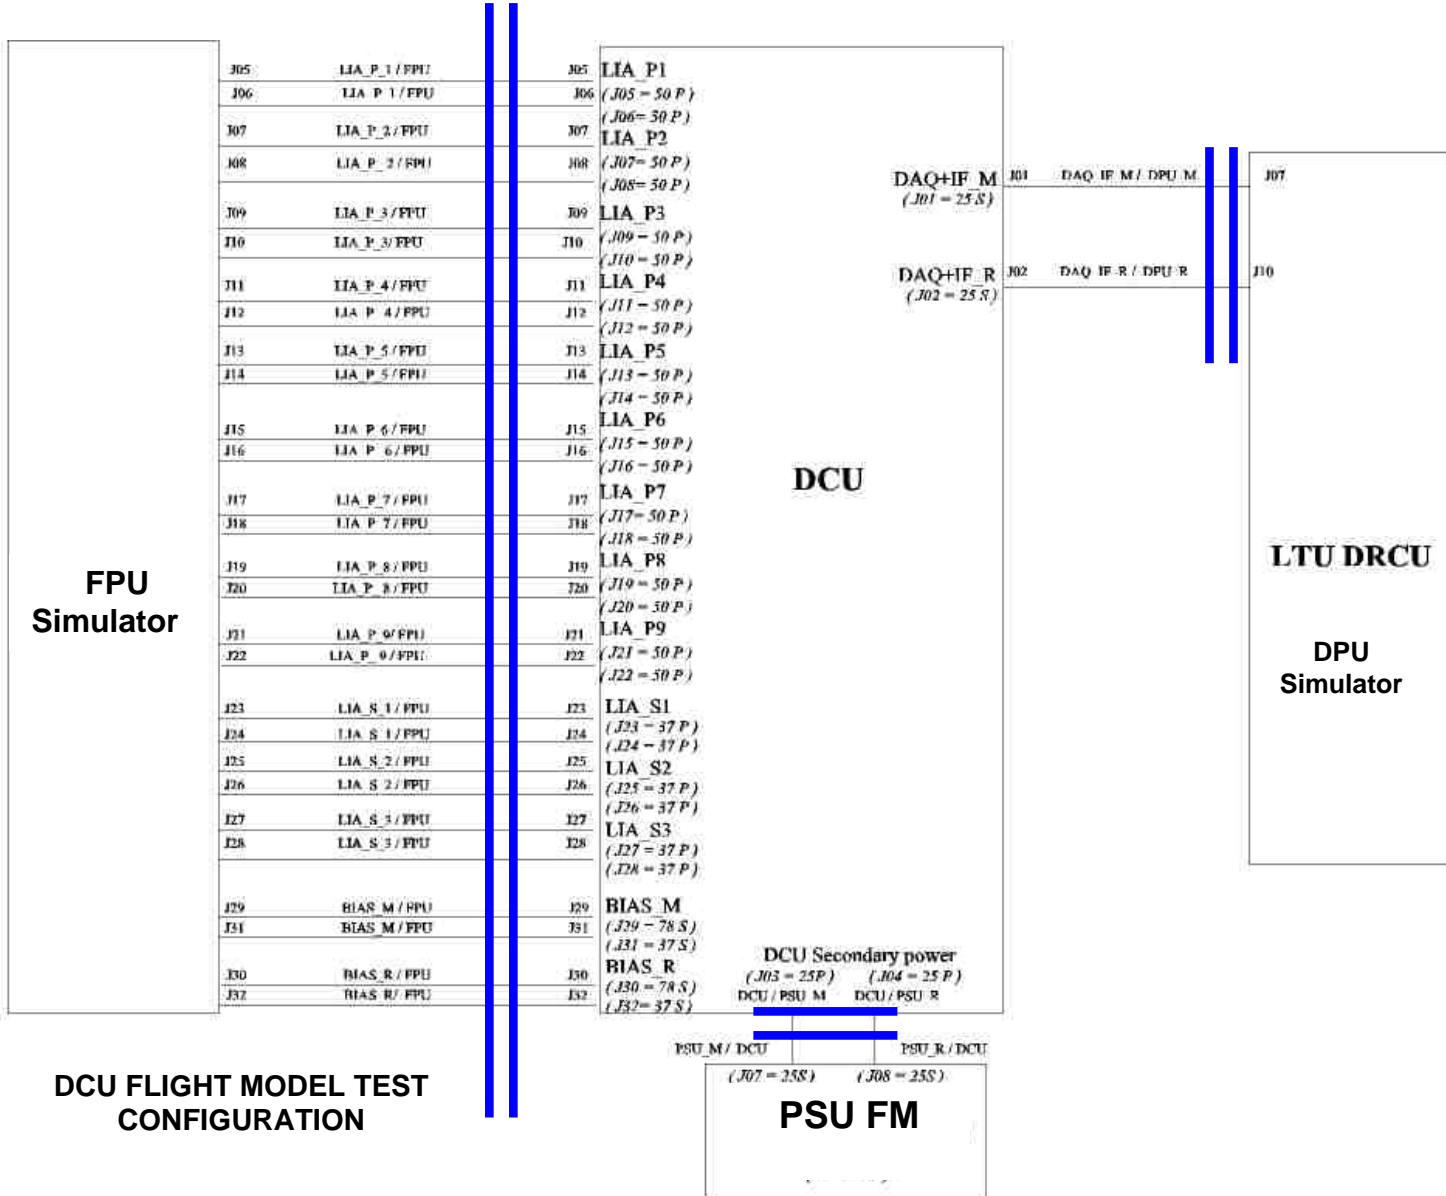 J05 LIA_P_1 / FPU J05 LIA_P1
J06 LIA_P_1 / FPU J06 ( J05 = 50 P )
( J06= 50 P )
J07 LIA_P_2 / FPU J07 LIA_P2
J08 LIA_P_2 / FPU J08 ( J07= 50 P )
( J08= 50 P )
J09 LIA_P_3 / FPU J09 LIA_P3
J10 LIA_P_3/ FPU J10 ( J09 = 50 P )
( J10 = 50 P )
J11 LIA_P_4 / FPU J11 LIA_P4
J12 LIA_P_4 / FPU J12 ( J11 = 50 P )
( J12 = 50 P )
J13 LIA_P_5 / FPU J13 LIA_P5
J14 LIA_P_5 / FPU J14 ( J13 = 50 P )
( J14 = 50 P )
LIA_P6
J15 LIA_P_6 / FPU J15 ( J15 = 50 P )
J16 LIA_P_6 / FPU J16 ( J16 = 50 P )
LIA_P7
J17 LIA_P_7 / FPU J17 ( J17= 50 P )
J18 LIA_P_7 / FPU J18 ( J18 = 50 P )
J19 LIA_P_8 / FPU J19 LIA_P8
J20 LIA_P_8 / FPU J20 ( J19 = 50 P )
( J20 = 50 P )
J21 LIA_P_9/ FPU J21 LIA_P9
J22 LIA_P_9 / FPU J22 ( J21 = 50 P )
( J22 = 50 P )
J23 LIA_S_1 / FPU J23 LIA_S1
( J23 = 37 P )
J24 LIA_S_1 / FPU J24 ( J24 = 37 P )
J25 LIA_S_2 / FPU J25 LIA_S2
J26 LIA_S_2 / FPU J26 ( J25 = 37 P )
( J26 = 37 P )
J27 LIA_S_3 / FPU J27 LIA_S3
J28 LIA_S_3 / FPU J28 ( J27 = 37 P )
( J28 = 37 P )
J29 BIAS_M / FPU J29 BIAS_M
J31 BIAS_M / FPU J31 ( J29 = 78 S )
( J31 = 37 S )
J30 BIAS_R / FPU J30 BIAS_R
( J30 = 78 S )
J32 BIAS_R/ FPU J32 ( J32= 37 S )
FPU
Simulator
DCU
DAQ+IF_M J01 DAQ_IF_M / DPU_M J07
( J01 = 25 S )
DAQ+IF_R J02 DAQ_IF_R / DPU_R J10
( J02 = 25 S )
LTU DRCU
DPU
Simulator
DCU Secondary power
( J03 = 25P ) ( J04 = 25 P )
DCU / PSU_M DCU / PSU_R
PSU_M / DCU PSU_R / DCU
( J07 = 25S ) ( J08 = 25S )
PSU FM
DCU FLIGHT MODEL TEST
CONFIGURATION